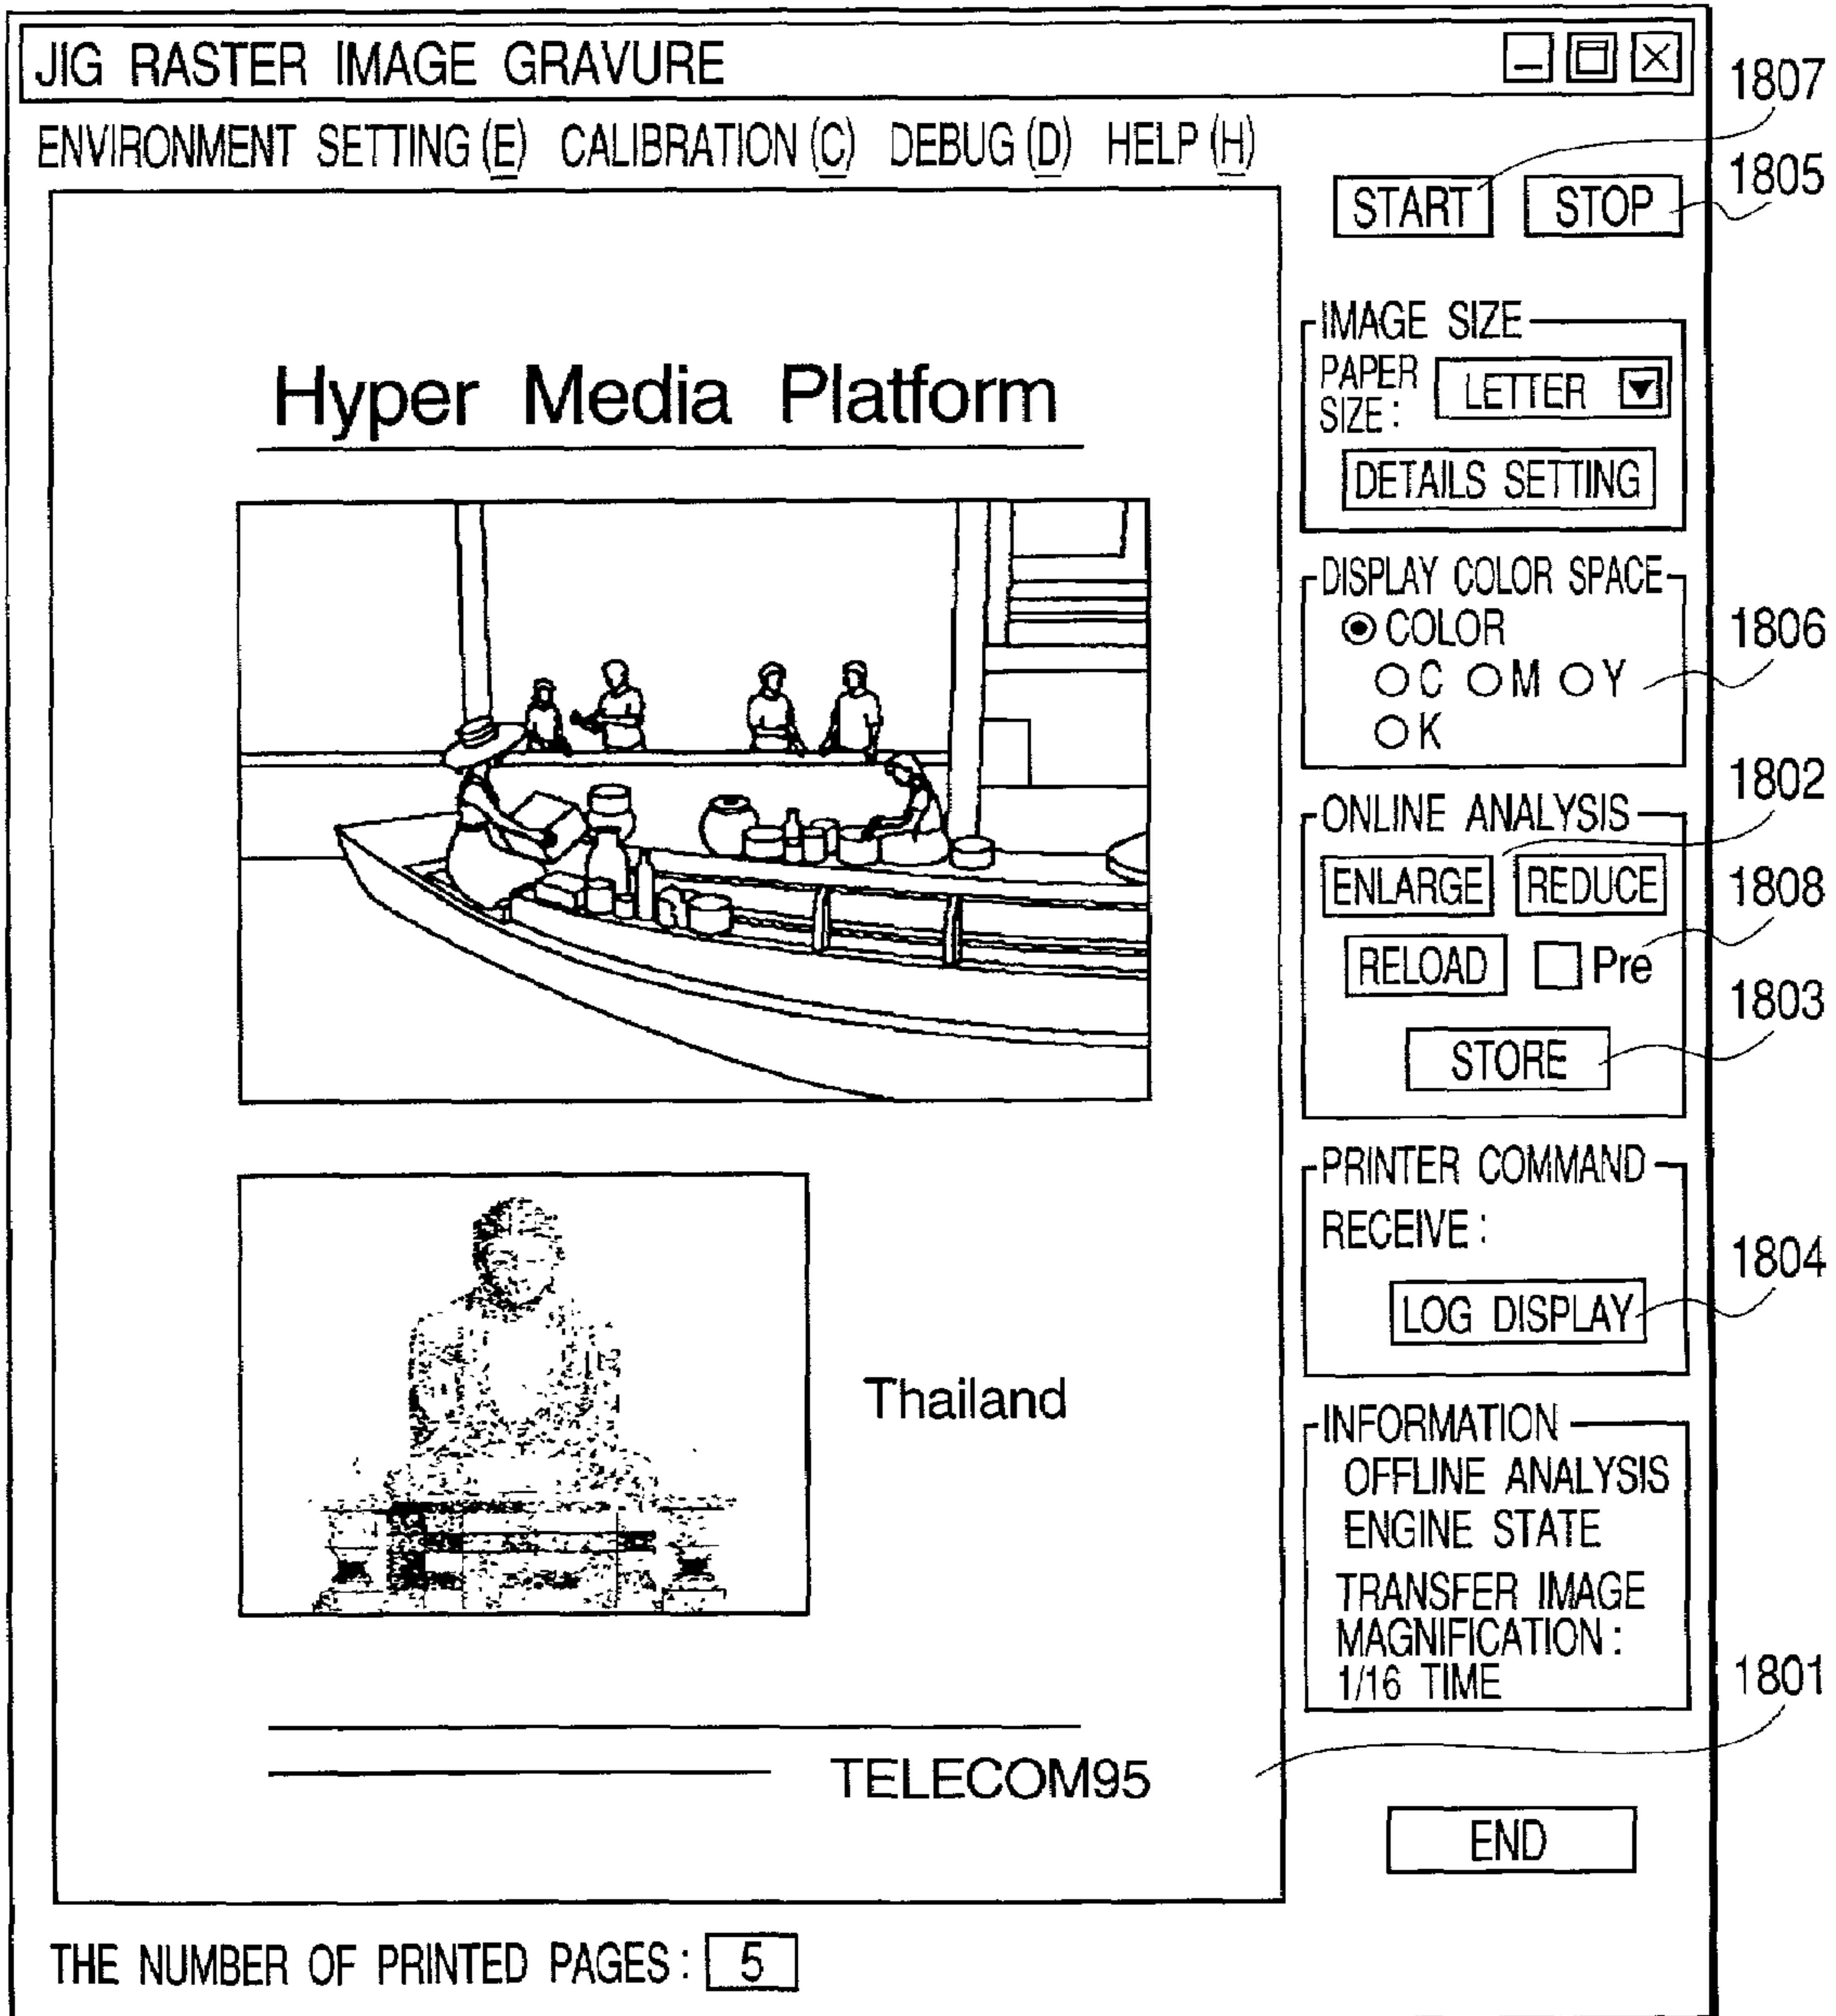 JIG RASTER IMAGE GRAVURE
1807
ENVIRONMENT SETTING (E) CALIBRATION (C) DEBUG (D) HELP (H)
START STOP
1805
Hyper Media Platform
IMAGE SIZE
PAPER SIZE :
LETTER
DETAILS SETTING
DISPLAY COLOR SPACE
COLOR
C M Y
K
1806
ONLINE ANALYSIS
1802
ENLARGE REDUCE
1808
RELOAD Pre
STORE
1803
PRINTER COMMAND
RECEIVE :
LOG DISPLAY
1804
Thailand
INFORMATION
OFFLINE ANALYSIS
ENGINE STATE
TRANSFER IMAGE
MAGNIFICATION :
1/16 TIME
1801
TELECOM95
END
THE NUMBER OF PRINTED PAGES : 5